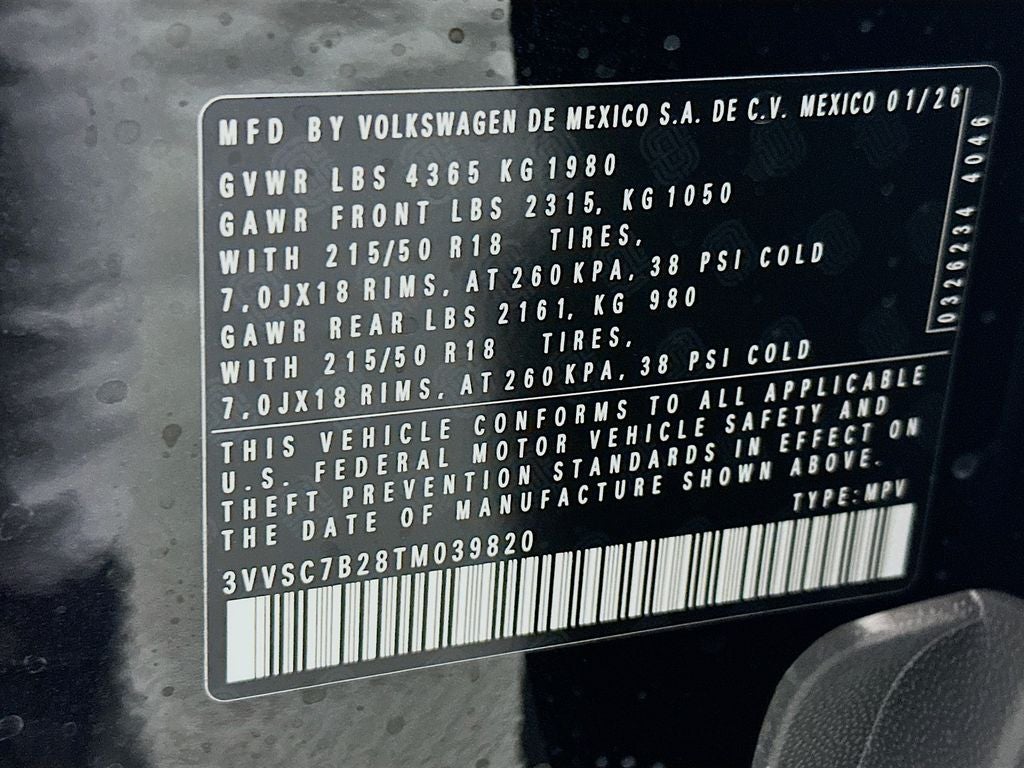 MFD BY VOLKSWAGEN DE MEXICO S.A. DE C.V. MEXICO 01/26
GVWR LBS 4365 KG 1980
GAWR FRONT LBS 2315, KG 1050
WITH 215/50 R18 TIRES,
7,0JX18 RIMS, AT 260 KPA, 38 PSI COLD
GAWR REAR LBS 2161, KG 980
WITH 215/50 R18 TIRES,
7,0JX18 RIMS, AT 260 KPA, 38 PSI COLD
0326234 4046
THIS VEHICLE CONFORMS TO ALL APPLICABLE
U.S. FEDERAL MOTOR VEHICLE SAFETY AND
THEFT PREVENTION STANDARDS IN EFFECT ON
THE DATE OF MANUFACTURE SHOWN ABOVE.
TYPE: MPV
3VVSC7B28TM039820